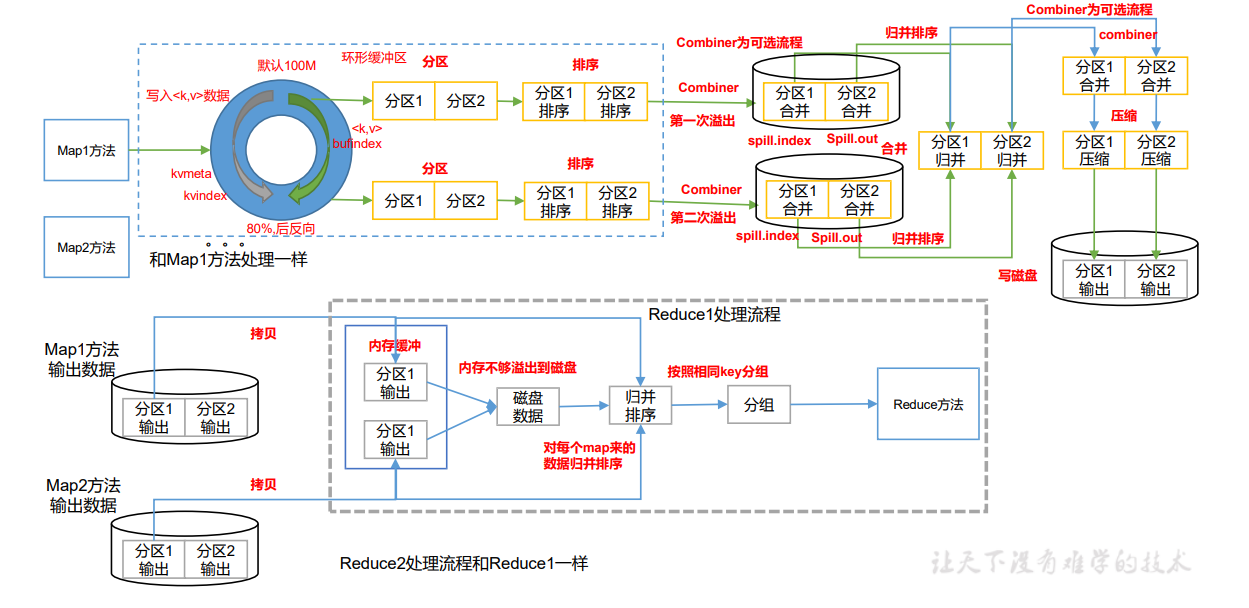 Combiner为可选流程
Combiner为可选流程
归并排序
combiner
默认100M
环形缓冲区
分区
排序
写入<k,v>数据
分区1
分区2
分区1
排序
分区2
排序
Combiner
第一次溢出
分区1
合并
分区2
合并
spill.index
Spill.out
合并
分区1
合并
分区2
合并
压缩
分区1
归并
分区2
归并
分区1
压缩
分区2
压缩
Map1方法
<k,v>
bufindex
kvmeta
kvindex
分区
排序
分区1
分区2
分区1
排序
分区2
排序
Combiner
第二次溢出
分区1
合并
分区2
合并
spill.index
Spill.out
归并排序
80%,后反向
Map2方法
。。。
和Map1方法处理一样
写磁盘
分区1
输出
分区2
输出
Reduce1处理流程
拷贝
Map1方法
输出数据
分区1
输出
分区2
输出
内存缓冲
分区1
输出
分区1
输出
内存不够溢出到磁盘
磁盘
数据
归并
排序
对每个map来的
数据归并排序
按照相同key分组
分组
Reduce方法
Map2方法
输出数据
拷贝
分区1
输出
分区2
输出
Reduce2处理流程和Reduce1一样
让天下没有难学的技术